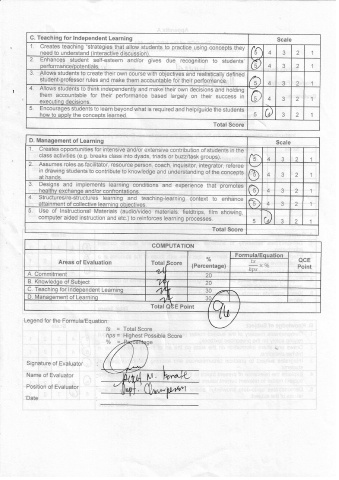 C. Teaching for Independent Learning Scale
1. Creates teaching strategies that allow students to practice using concepts they need to understand (interactive discussion). 5 4 3 2 1
2. Enhances student self-esteem and/or gives due recognition to students' performance/potentials. 5 4 3 2 1
3. Allows students to create their own course with objectives and realistically defined student-professor rules and make them accountable for their performance. 5 4 3 2 1
4. Allows students to think independently and make their own decisions and holding them accountable for their performance based largely on their success in executing decisions. 5 4 3 2 1
5. Encourages students to learn beyond what is required and help/guide the students how to apply the concepts learned. 5 4 3 2 1
Total Score
D. Management of Learning Scale
1. Creates opportunities for intensive and/or extensive contribution of students in the class activities (e.g. breaks class into dyads, triads or buzz/task groups). 5 4 3 2 1
2. Assumes roles as facilitator, resource person, coach, inquisitor, integrator, referee in drawing students to contribute to knowledge and understanding of the concepts at hands. 5 4 3 2 1
3. Designs and implements learning conditions and experience that promotes healthy exchange and/or confrontations. 5 4 3 2 1
4. Structures/re-structures learning and teaching-learning context to enhance attainment of collective learning objectives. 5 4 3 2 1
5. Use of Instructional Materials (audio/video materials: fieldtrips, film showing, computer aided instruction and etc.) to reinforces learning processes. 5 4 3 2 1
Total Score
COMPUTATION
Areas of Evaluation Total Score % (Percentage) Formula/Equation ts/hps x % QCE Point
A. Commitment 24 20
B. Knowledge of Subject 24 20
C. Teaching for Independent Learning 24 30
D. Management of Learning 24 30
Total QCE Point 96
Legend for the Formula/Equation:
ts = Total Score
hps = Highest Possible Score
% = Percentage
Signature of Evaluator
Name of Evaluator
Position of Evaluator Dept. Chairperson
Date